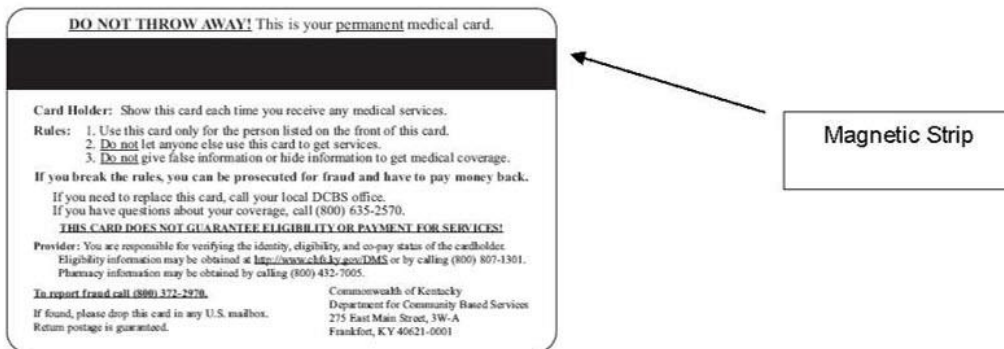 DO NOT THROW AWAY! This is your permanent medical card.
Magnetic Strip
Card Holder: Show this card each time you receive any medical services.
Rules: 1. Use this card only for the person listed on the front of this card.
2. Do not let anyone else use this card to get services.
3. Do not give false information or hide information to get medical coverage.
If you break the rules, you can be prosecuted for fraud and have to pay money back.
If you need to replace this card, call your local DCBS office.
If you have questions about your coverage, call (800) 635-2570.
THIS CARD DOES NOT GUARANTEE ELIGIBILITY OR PAYMENT FOR SERVICES!
Provider: You are responsible for verifying the identity, eligibility, and co-pay status of the cardholder.
Eligibility information may be obtained at http://www.chfs.ky.gov/DMS or by calling (800) 807-1301.
Pharmacy information may be obtained by calling (800) 432-7005.
To report fraud call (800) 372-2970.
If found, please drop this card in any U.S. mailbox.
Return postage is guaranteed.
Commonwealth of Kentucky
Department for Community Based Services
275 East Main Street, 3W-A
Frankfort, KY 40621-0001